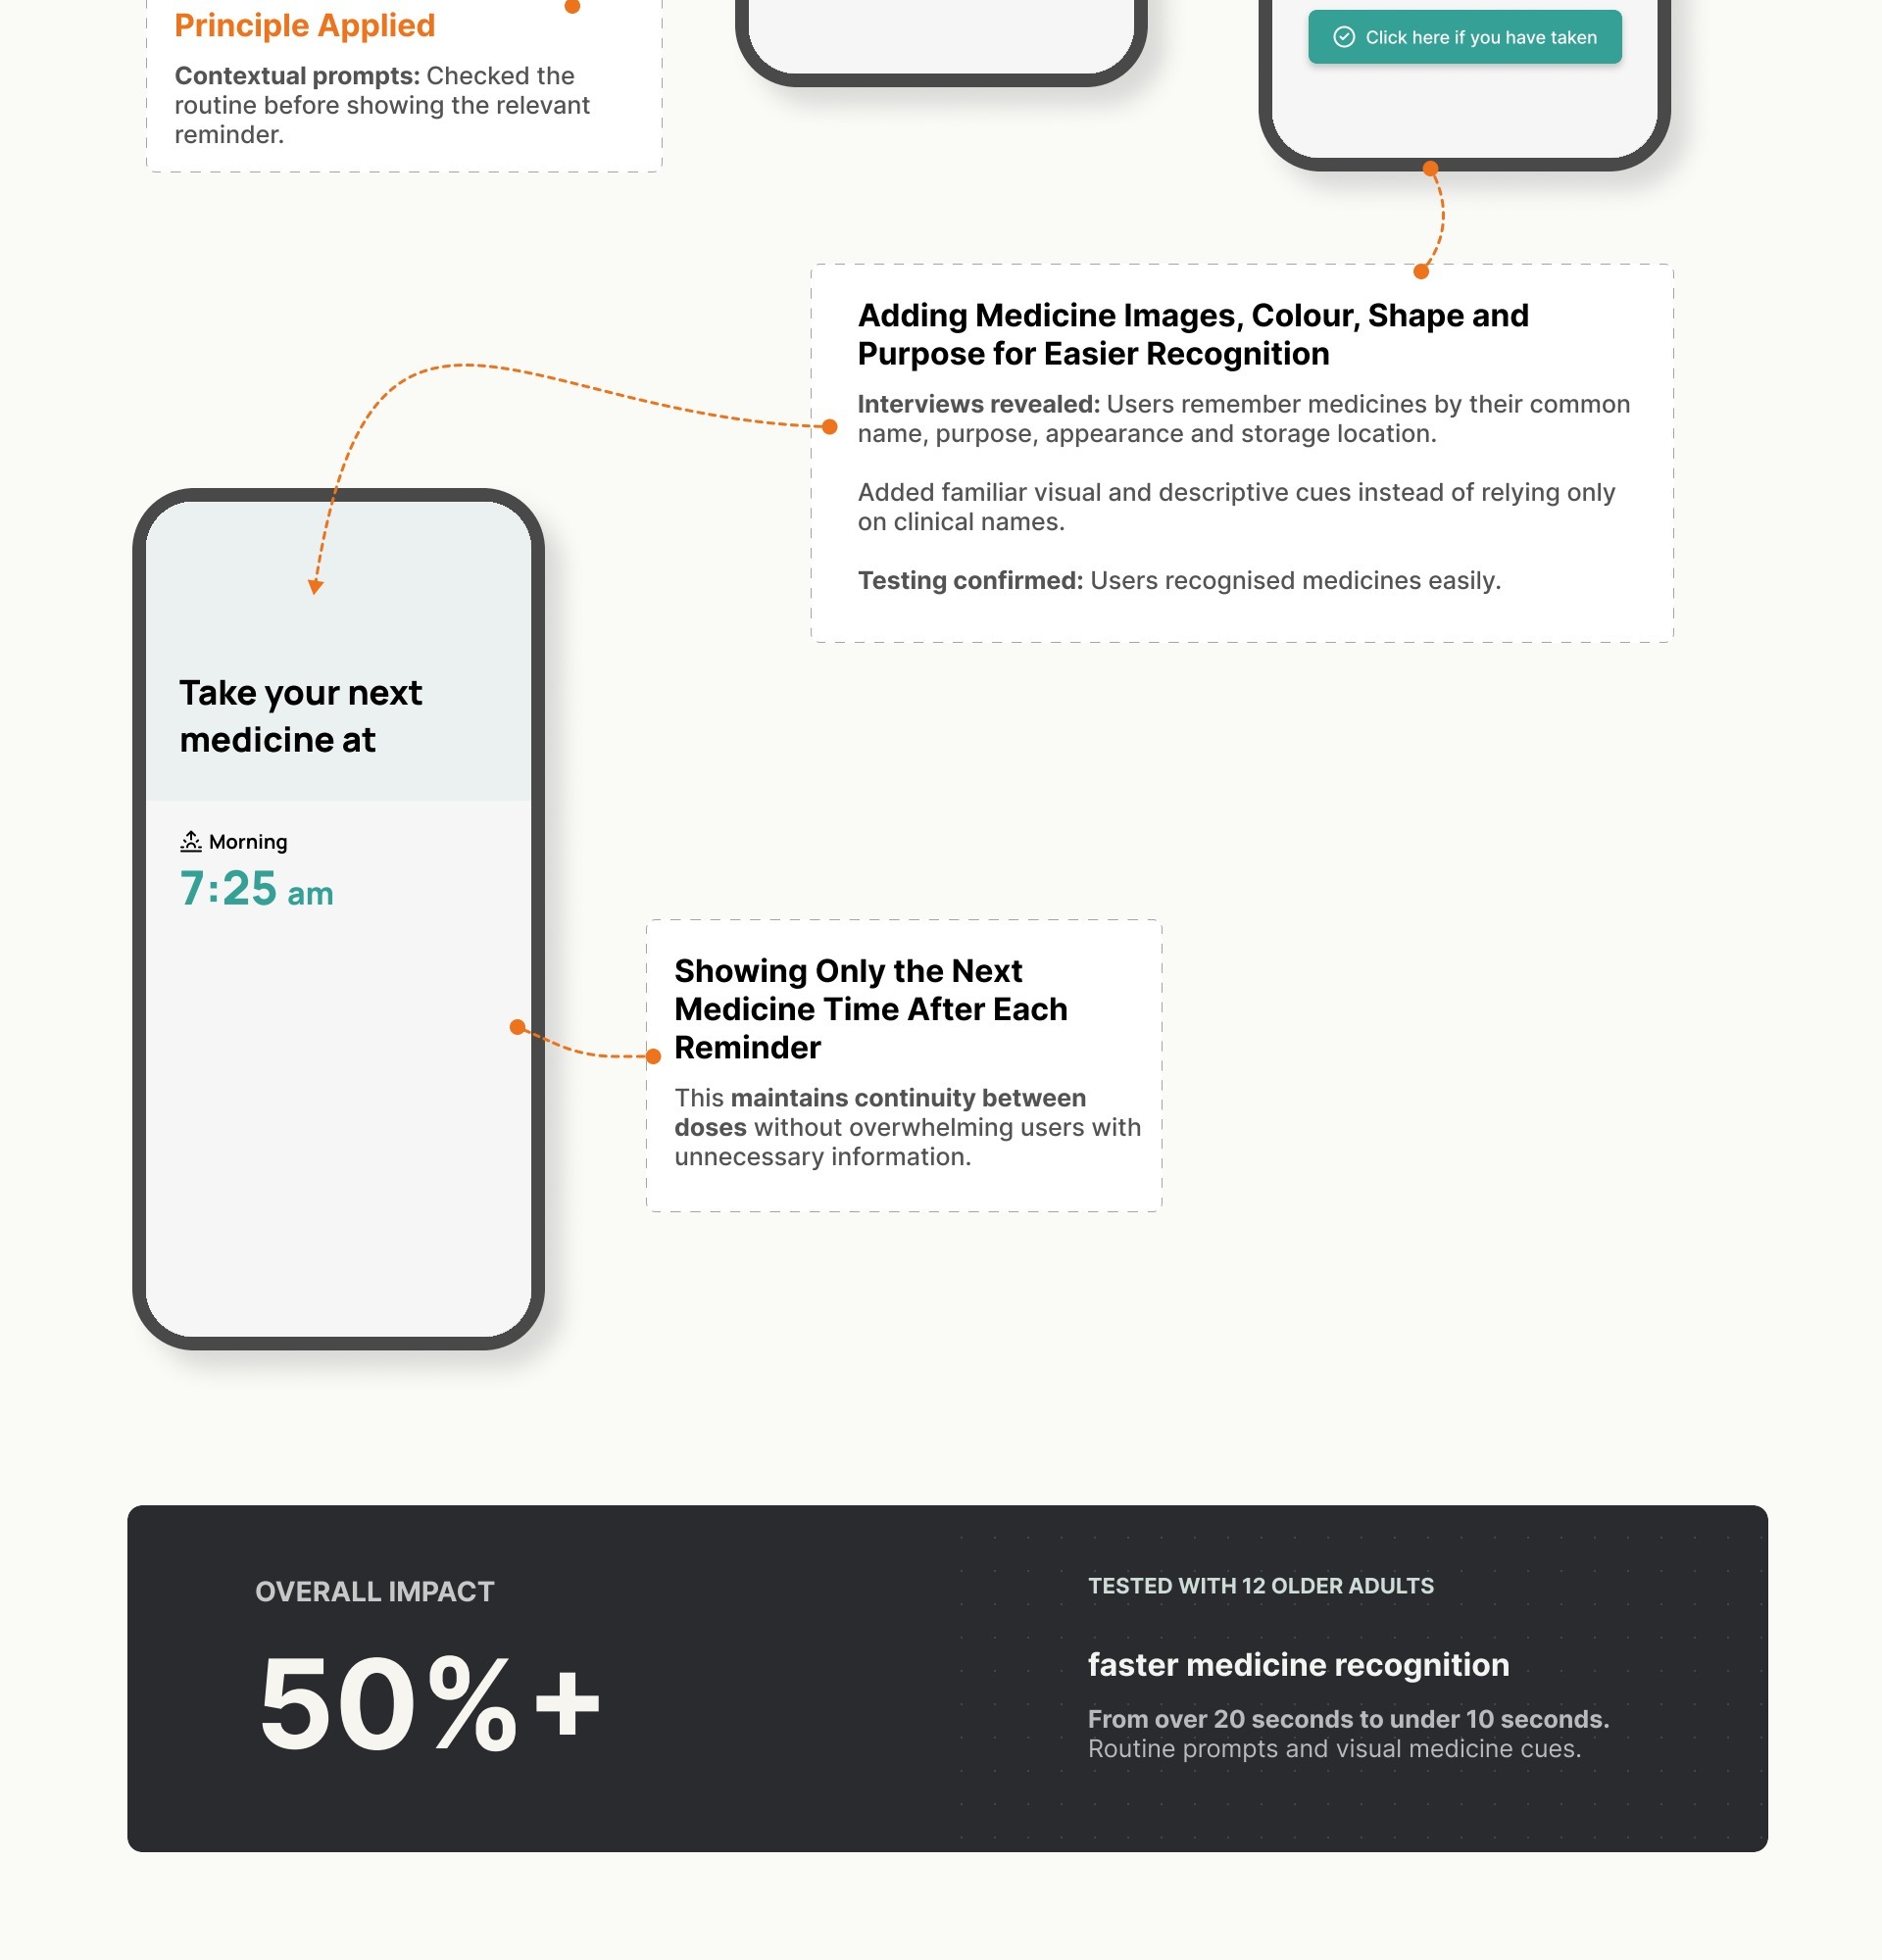 Principle Applied
Contextual prompts: Checked the
routine before showing the relevant
reminder.
Click here if you have taken
Adding Medicine Images, Colour, Shape and
Purpose for Easier Recognition
Interviews revealed: Users remember medicines by their common
name, purpose, appearance and storage location.
Added familiar visual and descriptive cues instead of relying only
on clinical names.
Testing confirmed: Users recognised medicines easily.
Take your next
medicine at
Morning
7:25 am
Showing Only the Next
Medicine Time After Each
Reminder
This maintains continuity between
doses without overwhelming users with
unnecessary information.
OVERALL IMPACT
50%+
TESTED WITH 12 OLDER ADULTS
faster medicine recognition
From over 20 seconds to under 10 seconds.
Routine prompts and visual medicine cues.